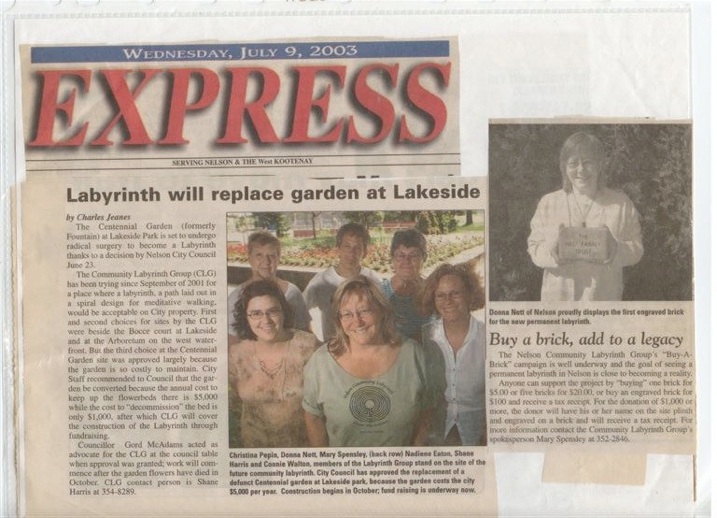 WEDNESDAY, JULY 9, 2003
EXPRESS
SERVING NELSON & THE West KOOTENAY
Labyrinth will replace garden at Lakeside
by Charles Jeanes
The Centennial Garden (formerly
Fountain) at Lakeside Park is set to undergo
radical surgery to become a Labyrinth
thanks to a decision by Nelson City Council
June 23.
The Community Labyrinth Group (CLG)
has been trying since September of 2001 for
a place where a labyrinth, a path laid out in
a spiral design for meditative walking,
would be acceptable on City property. First
and second choices for sites by the CLG
were beside the Bocce court at Lakeside
and at the Arboretum on the west water-
front. But the third choice at the Centennial
Garden site was approved largely because
the garden is so costly to maintain. City
Staff recommended to Council that the gar-
den be converted because the annual cost to
keep up the flowerbeds there is $5,000
while the cost to "decommission" the bed is
only $1,000, after which CLG will cover
the construction of the Labyrinth through
fundraising.
Councillor Gord McAdams acted as
advocate for the CLG at the council table
when approval was granted; work will com-
mence after the garden flowers have died in
October. CLG contact person is Shane
Harris at 354-8289.
Christina Pepin, Donna Nott, Mary Spensley, (back row) Nadiene Eaton, Shane
Harris and Connie Walton, members of the Labyrinth Group stand on the site of the
future community labyrinth. City Council has approved the replacement of a
defunct Centennial garden at Lakeside park, because the garden costs the city
$5,000 per year. Construction begins in October; fund raising is underway now.
THE
FAMILY
Donna Nott of Nelson proudly displays the first engraved brick
for the new permanent labyrinth.
Buy a brick, add to a legacy
The Nelson Community Labyrinth Group's "Buy-A-
Brick" campaign is well underway and the goal of seeing a
permanent labyrinth in Nelson is close to becoming a reality.
Anyone can support the project by "buying" one brick for
$5.00 or five bricks for $20.00, or buy an engraved brick for
$100 and receive a tax receipt. For the donation of $1,000 or
more, the donor will have his or her name on the site plinth
and engraved on a brick and will receive a tax receipt. For
more information contact the Community Labyrinth Group's
spokesperson Mary Spensley at 352-2846.